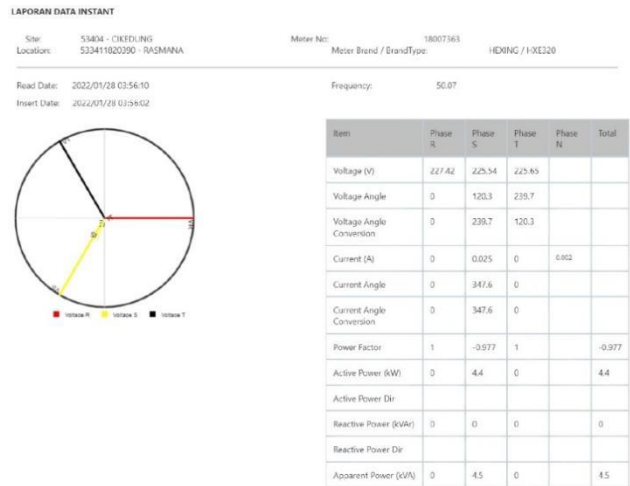 LAPORAN DATA INSTANT
Site: 53404 - CIKEDUNG Meter No: 18007363
Location: 533411820390 - RASMANA Meter Brand / BrandType: HEXING / HXE320
Read Date: 2022/01/28 03:56:10 Frequency: 50.07
Insert Date: 2022/01/28 03:56:02
Item Phase R Phase S Phase T Phase N Total
Voltage (V) 227.42 225.54 225.65
Voltage Angle 0 120.3 239.7
Voltage Angle Conversion 0 239.7 120.3
Current (A) 0 0.025 0 0.002
Current Angle 0 347.6 0
Current Angle Conversion 0 347.6 0
Power Factor 1 -0.977 1 -0.977
Active Power (kW) 0 4.4 0 4.4
Active Power Dir
Reactive Power (kVAr) 0 0 0 0
Reactive Power Dir
Apparent Power (kVA) 0 4.5 0 4.5
Voltage R Voltage S Voltage T